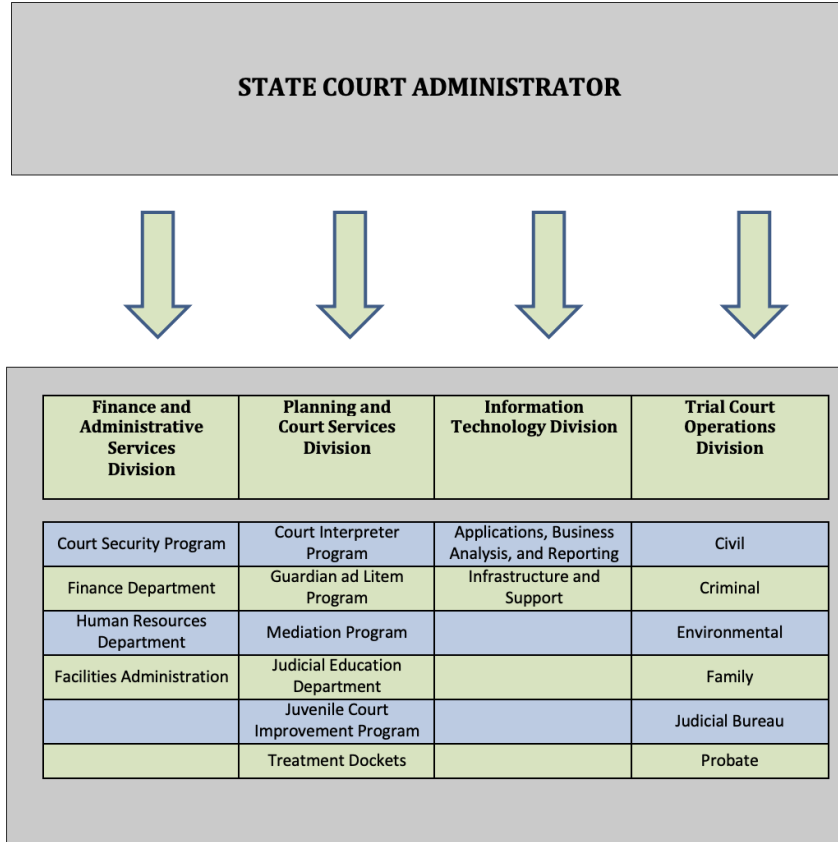 STATE COURT ADMINISTRATOR
Finance and
Administrative
Services
Division
Planning and
Court Services
Division
Information
Technology Division
Trial Court
Operations
Division
Court Security Program
Court Interpreter
Program
Applications, Business
Analysis, and Reporting
Civil
Finance Department
Guardian ad Litem
Program
Infrastructure and
Support
Criminal
Human Resources
Department
Mediation Program
Environmental
Facilities Administration
Judicial Education
Department
Family
Juvenile Court
Improvement Program
Judicial Bureau
Treatment Dockets
Probate